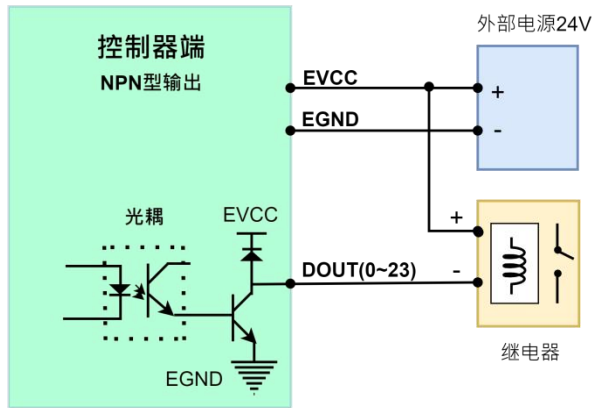 外部电源24V
控制器端
NPN型输出
EVCC
+
EGND
-
光耦
EVCC
+
DOUT(0~23)
-
继电器
EGND